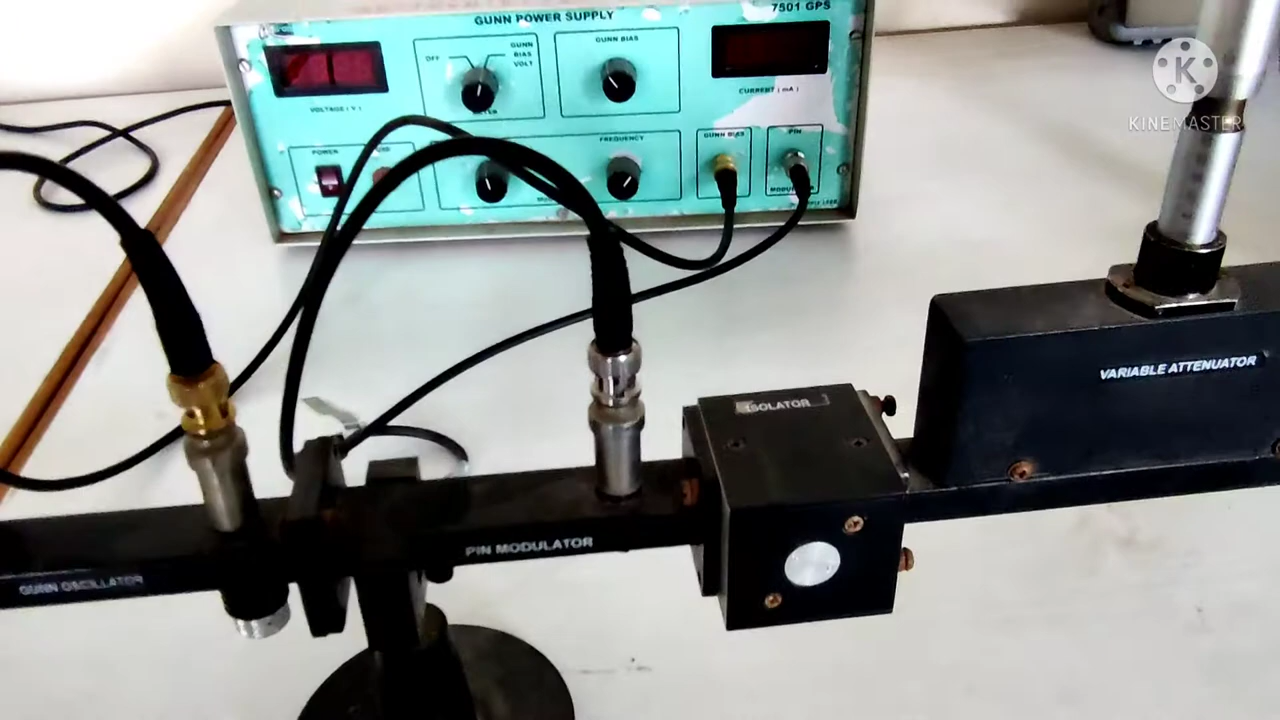 GUNN POWER SUPPLY
7501 GPS
OFF
GUNN
BIAS
VOLT
GUNN BIAS
VOLTAGE ( V )
CURRENT ( mA )
POWER
FREQUENCY
GUNN BIAS
PIN
KINEMASTER
K
VARIABLE ATTENUATOR
ISOLATOR
PIN MODULATOR
GUNN OSCILLATOR